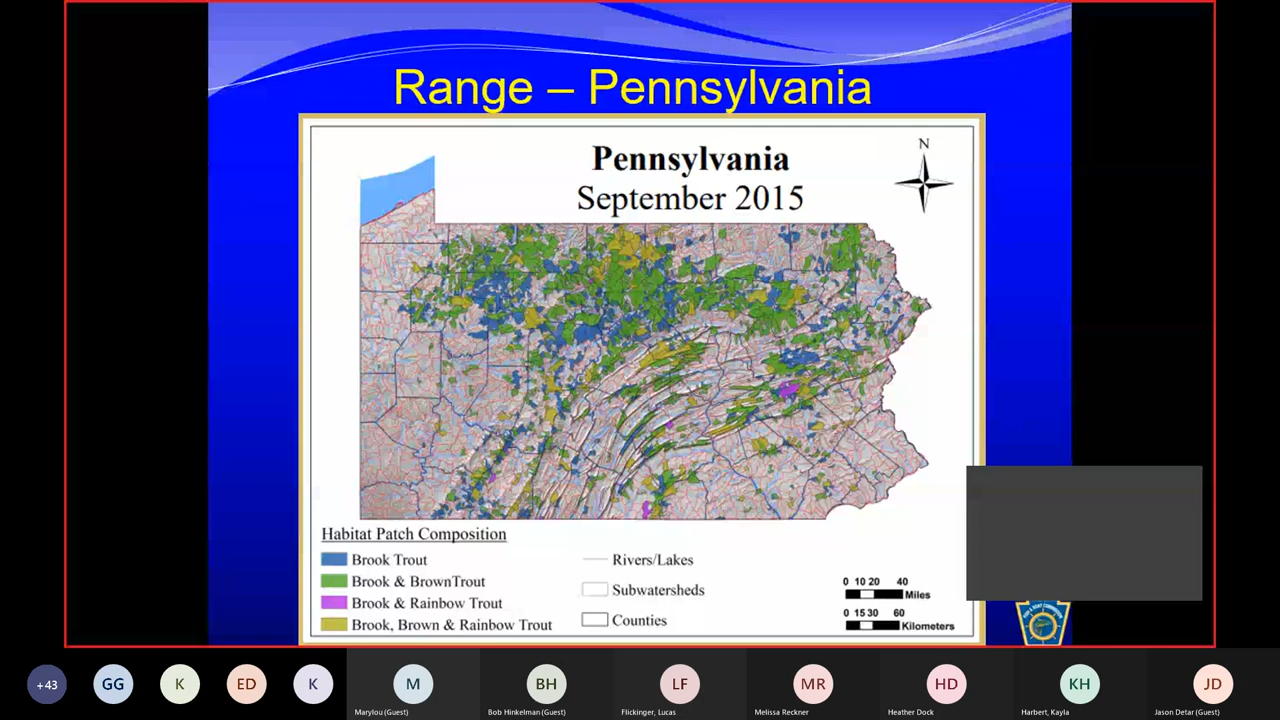 Range – Pennsylvania
Pennsylvania
September 2015
N
Habitat Patch Composition
Brook Trout
Brook & BrownTrout
Brook & Rainbow Trout
Brook, Brown & Rainbow Trout
Rivers/Lakes
Subwatersheds
Counties
0 10 20 40
Miles
0 15 30 60
Kilometers
+43
GG
K
ED
K
M
BH
LF
MR
HD
KH
JD
Marylou (Guest)
Bob Hinkelman (Guest)
Flickinger, Lucas
Melissa Reckner
Heather Dock
Harbert, Kayla
Jason Detar (Guest)